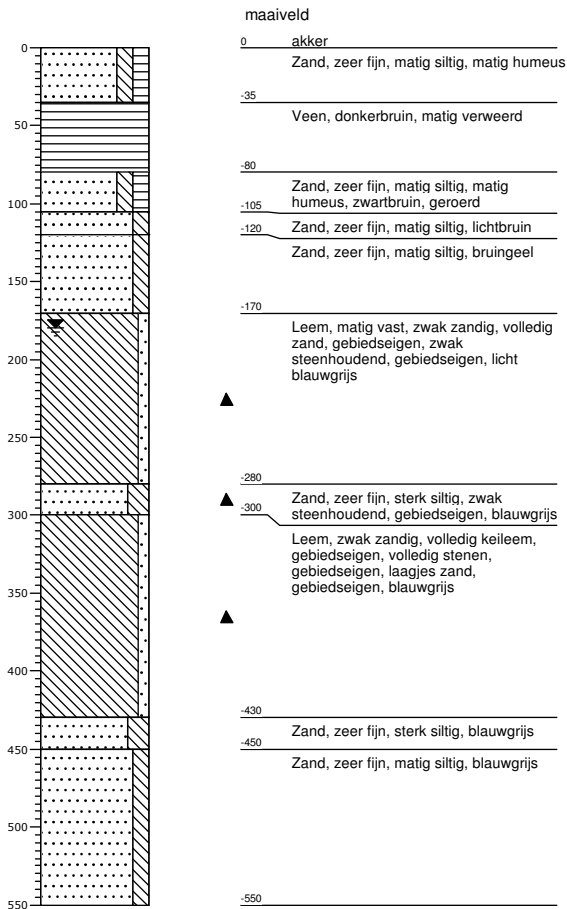 maaiveld
0
0 akker
Zand, zeer fijn, matig siltig, matig humeus
-35
Veen, donkerbruin, matig verweerd
50
-80
Zand, zeer fijn, matig siltig, matig
humeus, zwartbruin, geroerd
100
-105
Zand, zeer fijn, matig siltig, lichtbruin
-120
Zand, zeer fijn, matig siltig, bruingeel
150
-170
Leem, matig vast, zwak zandig, volledig
zand, gebiedseigen, zwak
steenhoudend, gebiedseigen, licht
blauwgrijs
200
250
-280
Zand, zeer fijn, sterk siltig, zwak
steenhoudend, gebiedseigen, blauwgrijs
300
-300
Leem, zwak zandig, volledig keileem,
gebiedseigen, volledig stenen,
gebiedseigen, laagjes zand,
gebiedseigen, blauwgrijs
350
400
-430
Zand, zeer fijn, sterk siltig, blauwgrijs
450
-450
Zand, zeer fijn, matig siltig, blauwgrijs
500
550
-550